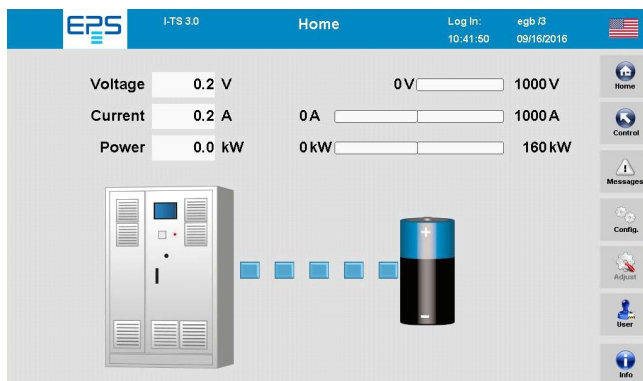 EPS
I-TS 3.0
Home
Log In: egb /3
10:41:50 09/16/2016
Voltage 0.2 V 0 V 1000 V
Current 0.2 A 0 A 1000 A
Power 0.0 kW 0 kW 160 kW
Home
Control
Messages
Config.
Adjust
User
Info